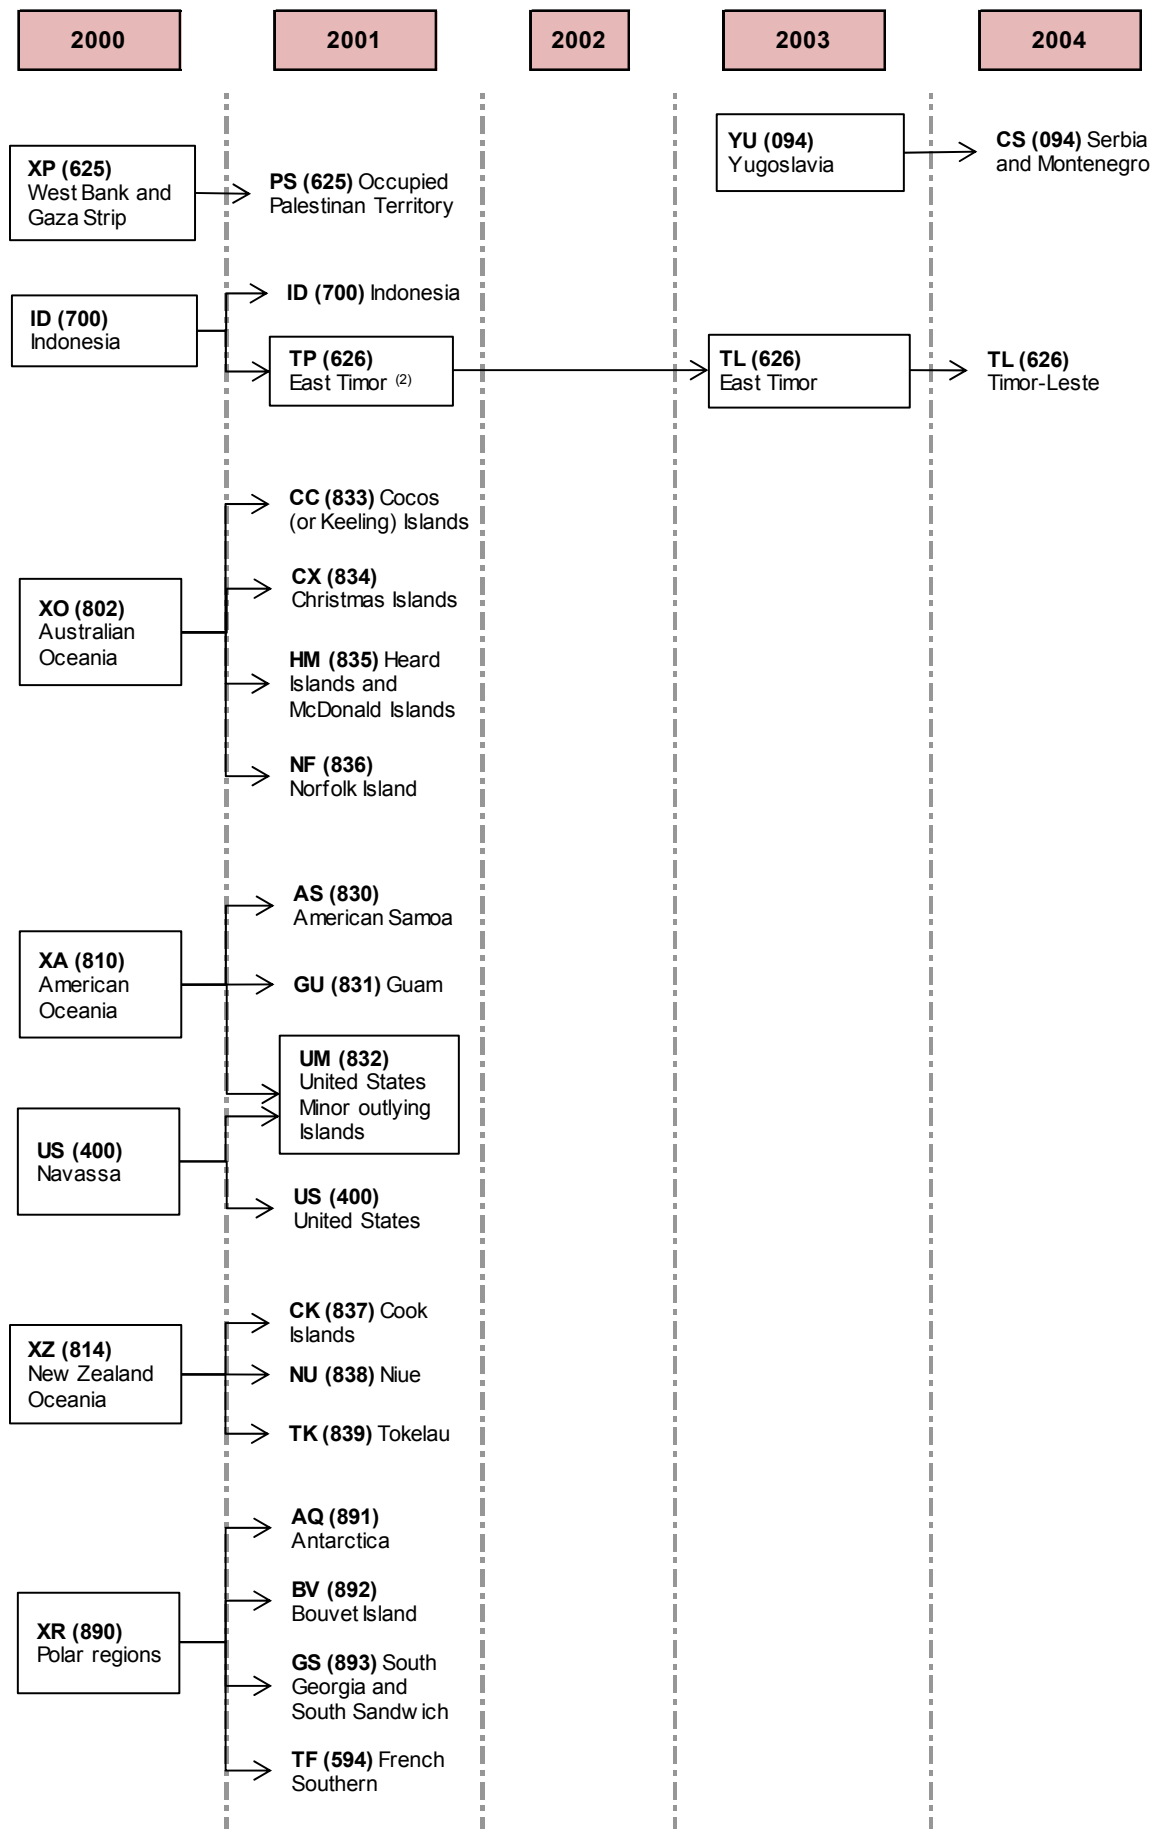 2000
2001
2002
2003
2004
YU (094)
Yugoslavia
CS (094) Serbia
and Montenegro
XP (625)
West Bank and
Gaza Strip
PS (625) Occupied
Palestinan Territory
ID (700)
Indonesia
ID (700) Indonesia
TP (626)
East Timor (2)
TL (626)
East Timor
TL (626)
Timor-Leste
XO (802)
Australian
Oceania
CC (833) Cocos
(or Keeling) Islands
CX (834)
Christmas Islands
HM (835) Heard
Islands and
McDonald Islands
NF (836)
Norfolk Island
XA (810)
American
Oceania
AS (830)
American Samoa
GU (831) Guam
UM (832)
United States
Minor outlying
Islands
US (400)
Navassa
US (400)
United States
XZ (814)
New Zealand
Oceania
CK (837) Cook
Islands
NU (838) Niue
TK (839) Tokelau
XR (890)
Polar regions
AQ (891)
Antarctica
BV (892)
Bouvet Island
GS (893) South
Georgia and
South Sandwich
TF (594) French
Southern